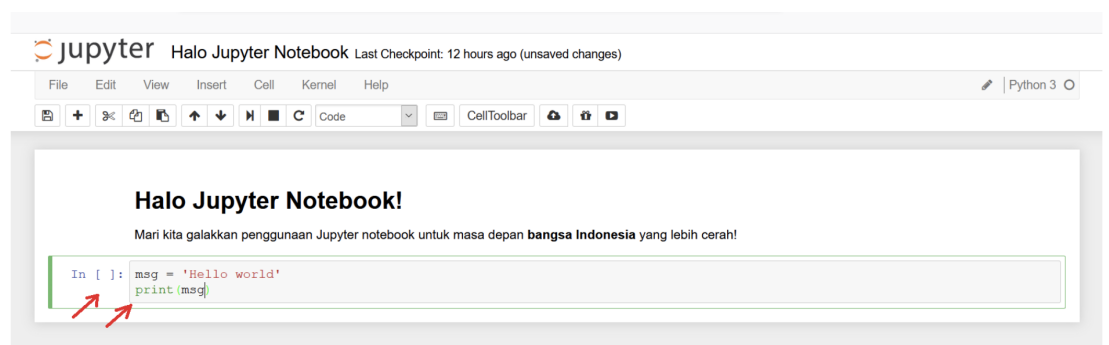 jupyter Halo Jupyter Notebook Last Checkpoint: 12 hours ago (unsaved changes)
File Edit View Insert Cell Kernel Help Python 3
Code CellToolbar
Halo Jupyter Notebook!
Mari kita galakkan penggunaan Jupyter notebook untuk masa depan bangsa Indonesia yang lebih cerah!
In [ ]: msg = 'Hello world'
print(msg)